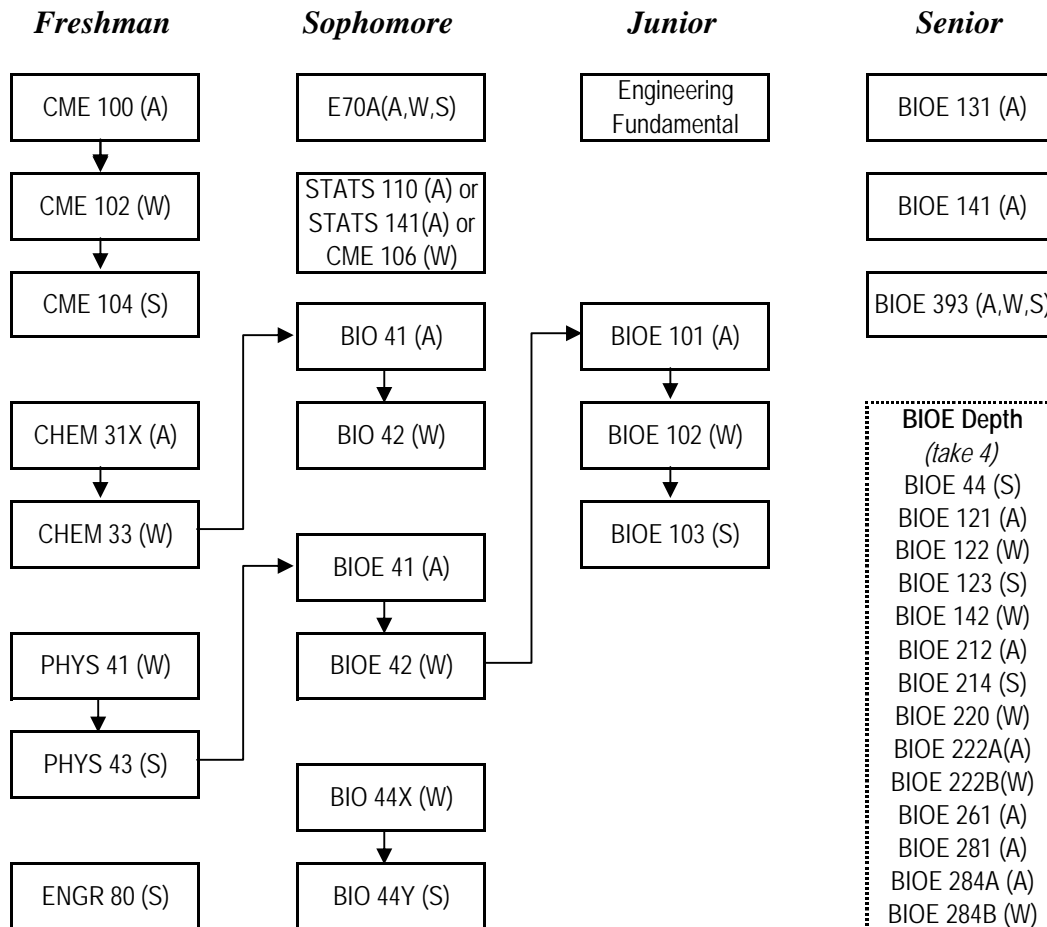 Freshman
Sophomore
Junior
Senior
CME 100 (A)
CME 102 (W)
CME 104 (S)
CHEM 31X (A)
CHEM 33 (W)
PHYS 41 (W)
PHYS 43 (S)
ENGR 80 (S)
E70A(A,W,S)
STATS 110 (A) or
STATS 141(A) or
CME 106 (W)
BIO 41 (A)
BIO 42 (W)
BIOE 41 (A)
BIOE 42 (W)
BIO 44X (W)
BIO 44Y (S)
Engineering
Fundamental
BIOE 101 (A)
BIOE 102 (W)
BIOE 103 (S)
BIOE 131 (A)
BIOE 141 (A)
BIOE 393 (A,W,S)
BIOE Depth
(take 4)
BIOE 44 (S)
BIOE 121 (A)
BIOE 122 (W)
BIOE 123 (S)
BIOE 142 (W)
BIOE 212 (A)
BIOE 214 (S)
BIOE 220 (W)
BIOE 222A(A)
BIOE 222B(W)
BIOE 261 (A)
BIOE 281 (A)
BIOE 284A (A)
BIOE 284B (W)